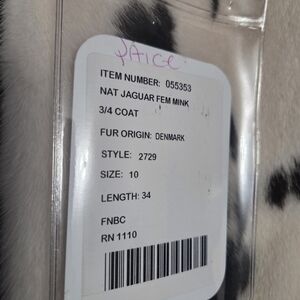 PAICE
ITEM NUMBER: 055353
NAT JAGUAR FEM MINK
3/4 COAT
FUR ORIGIN: DENMARK
STYLE: 2729
SIZE: 10
LENGTH: 34
FNBC
RN 1110